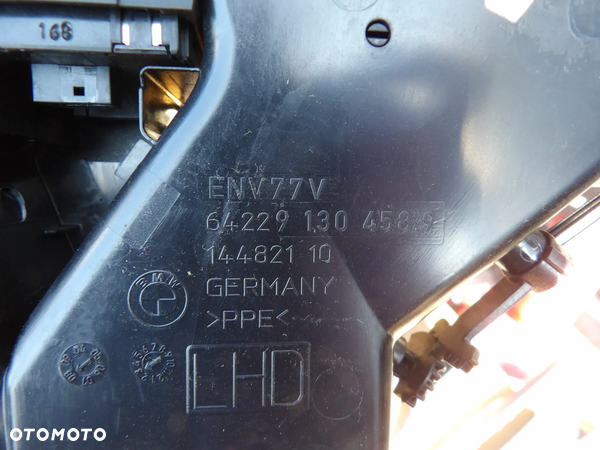 168
ENV77V
64229 130 458.9
144821 10
GERMANY
BMW
>PPE<
LHD
OTOMOTO